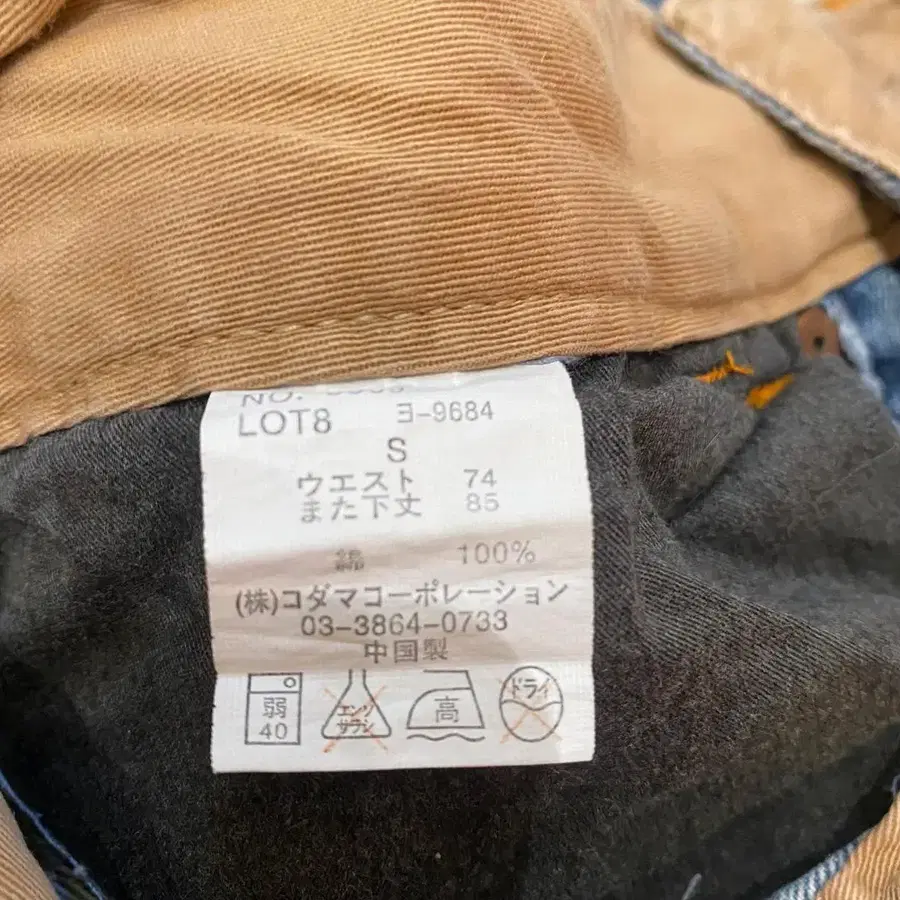 NO.
LOT8 ヨ-9684
S
ウエスト 74
また下丈 85
綿 100%
(株)コダマコーポレーション
03-3864-0733
中国製
弱
40
エンソ
サラシ
高
ドライ